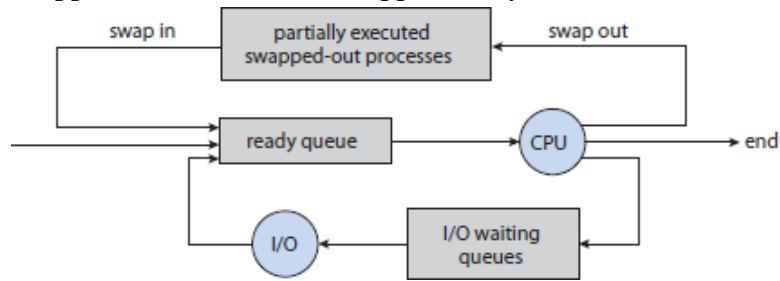 swap in
partially executed
swapped-out processes
swap out
ready queue
CPU
end
I/O
I/O waiting
queues